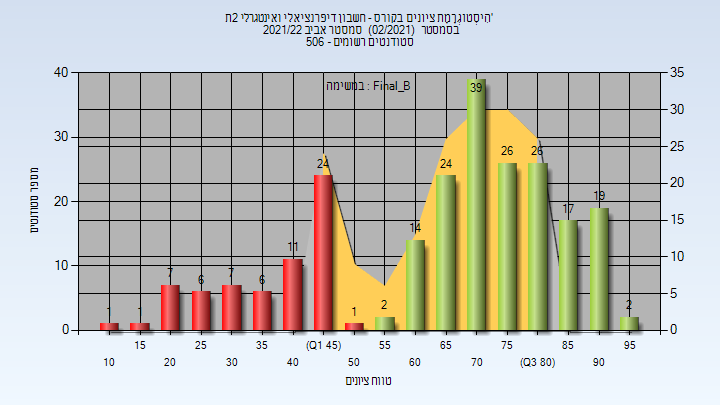 הִיסְטוֹגְרַמַת ציונים בקורס - חשבון דיפרנציאלי ואינטגרלי 2ח'
בסמסטר (02/2021) סמסטר אביב 2021/22
סטודנטים רשומים - 506
במשימה : Final_B
40 30 20 10 0
35 30 25 20 15 10 5 0
מספר סטודנטים
1 1 7 6 7 6 11 24 1 2 14 24 39 26 26 17 19 2
15 25 35 (Q1 45) 55 65 75 85 95
10 20 30 40 50 60 70 (Q3 80) 90
טווח ציונים